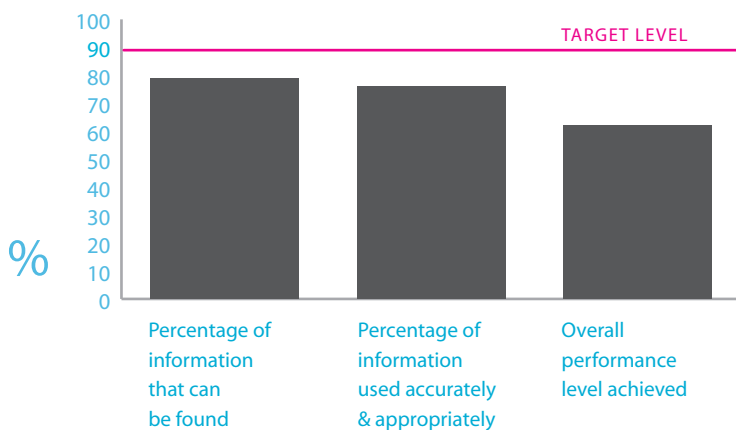 100
TARGET LEVEL
90
80
70
60
50
40
30
20
10
0
%
Percentage of
information
that can
be found
Percentage of
information
used accurately
& appropriately
Overall
performance
level achieved